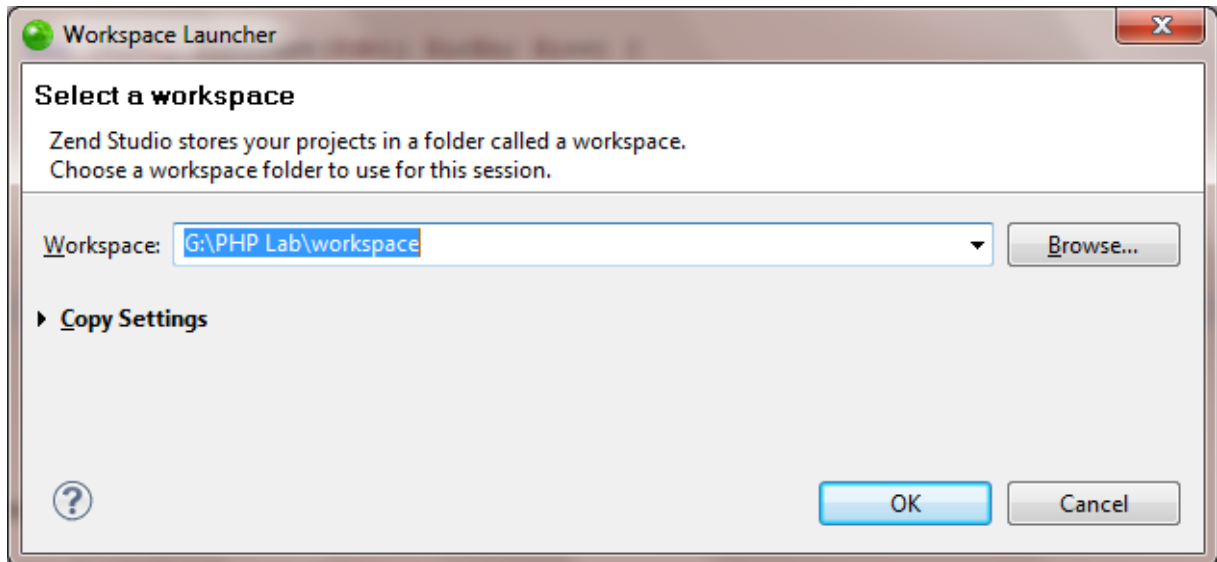 Workspace Launcher
Select a workspace
Zend Studio stores your projects in a folder called a workspace.
Choose a workspace folder to use for this session.
Workspace: G:\PHP Lab\workspace Browse...
Copy Settings
OK Cancel